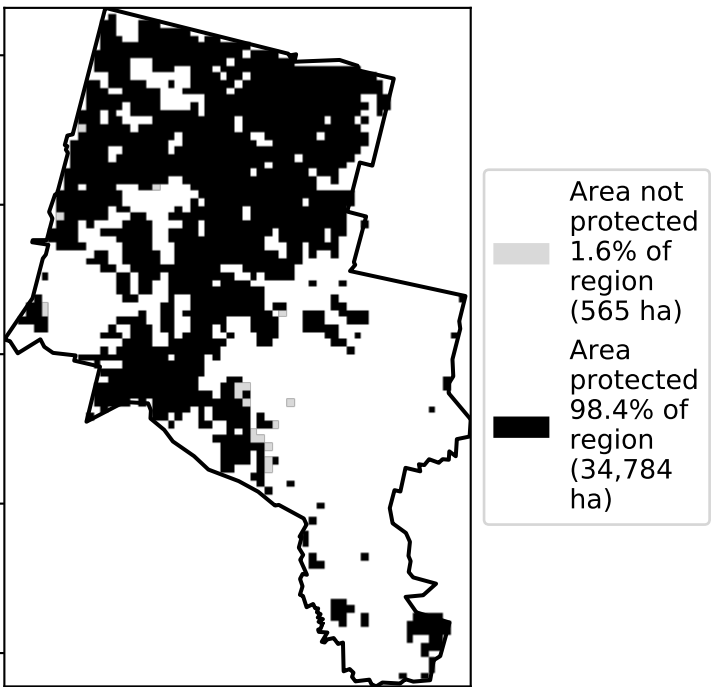 Area not
protected
1.6% of
region
(565 ha)
Area
protected
98.4% of
region
(34,784
ha)